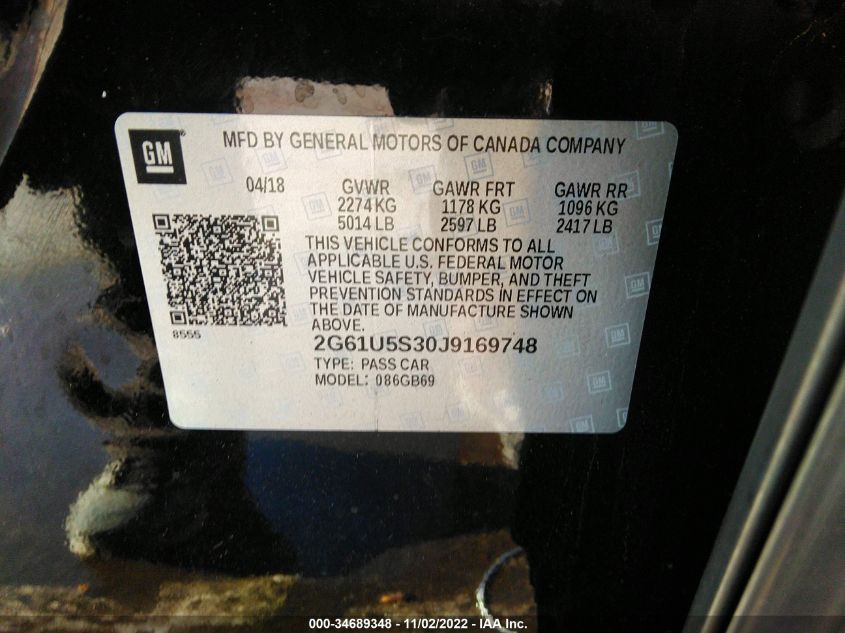 GM
MFD BY GENERAL MOTORS OF CANADA COMPANY
04/18 GVWR GAWR FRT GAWR RR
2274 KG 1178 KG 1096 KG
5014 LB 2597 LB 2417 LB
THIS VEHICLE CONFORMS TO ALL
APPLICABLE U.S. FEDERAL MOTOR
VEHICLE SAFETY, BUMPER, AND THEFT
PREVENTION STANDARDS IN EFFECT ON
THE DATE OF MANUFACTURE SHOWN
ABOVE.
8555
2G61U5S30J9169748
TYPE: PASS CAR
MODEL: 086GB69
000-34689348 - 11/02/2022 - IAA Inc.